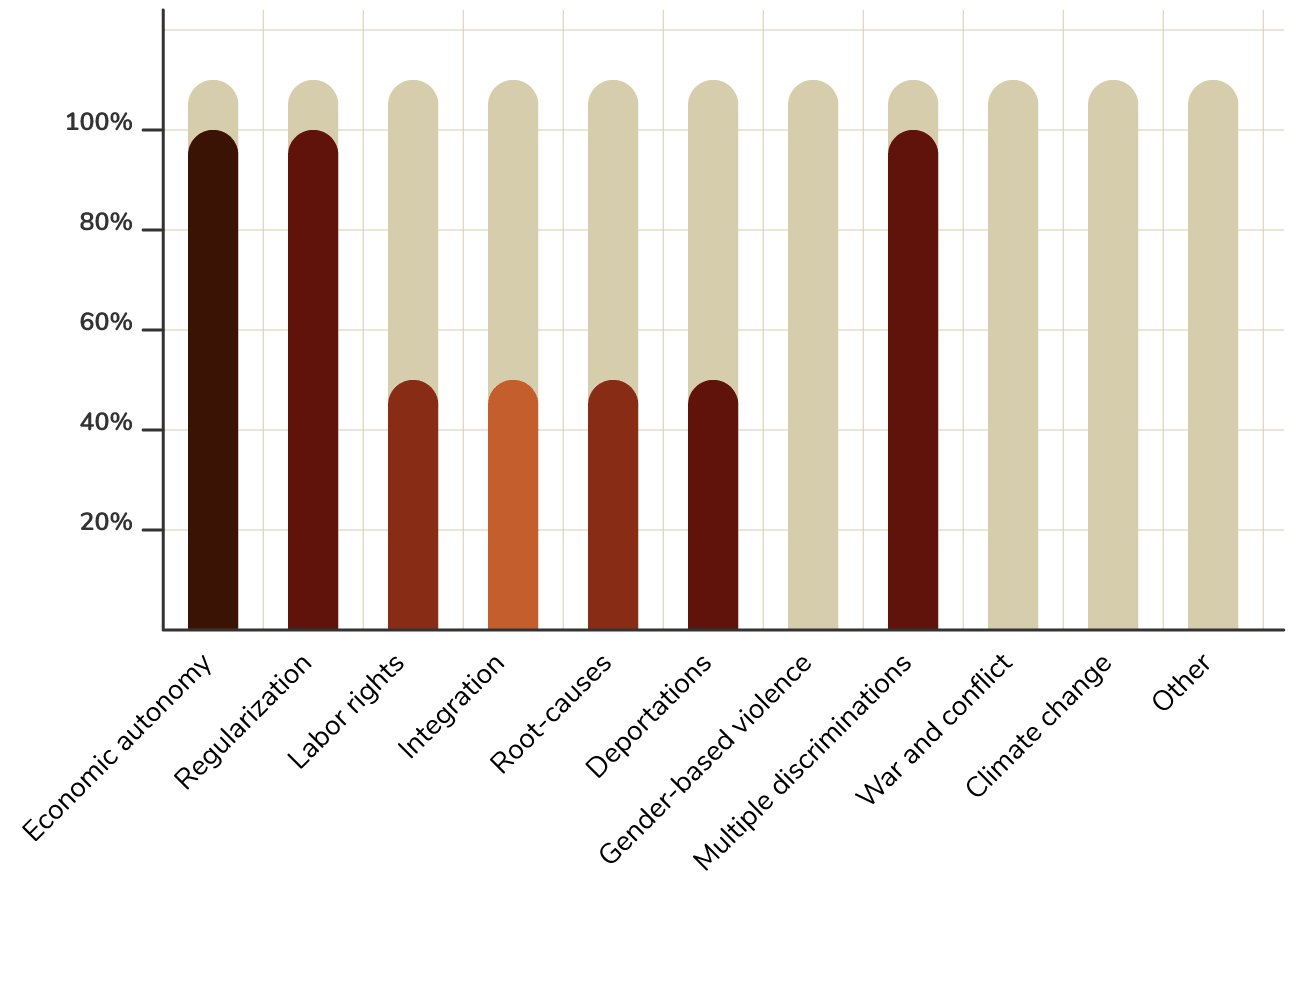 100%
80%
60%
40%
20%
Economic autonomy
Regularization
Labor rights
Integration
Root-causes
Deportations
Gender-based violence
Multiple discriminations
War and conflict
Climate change
Other